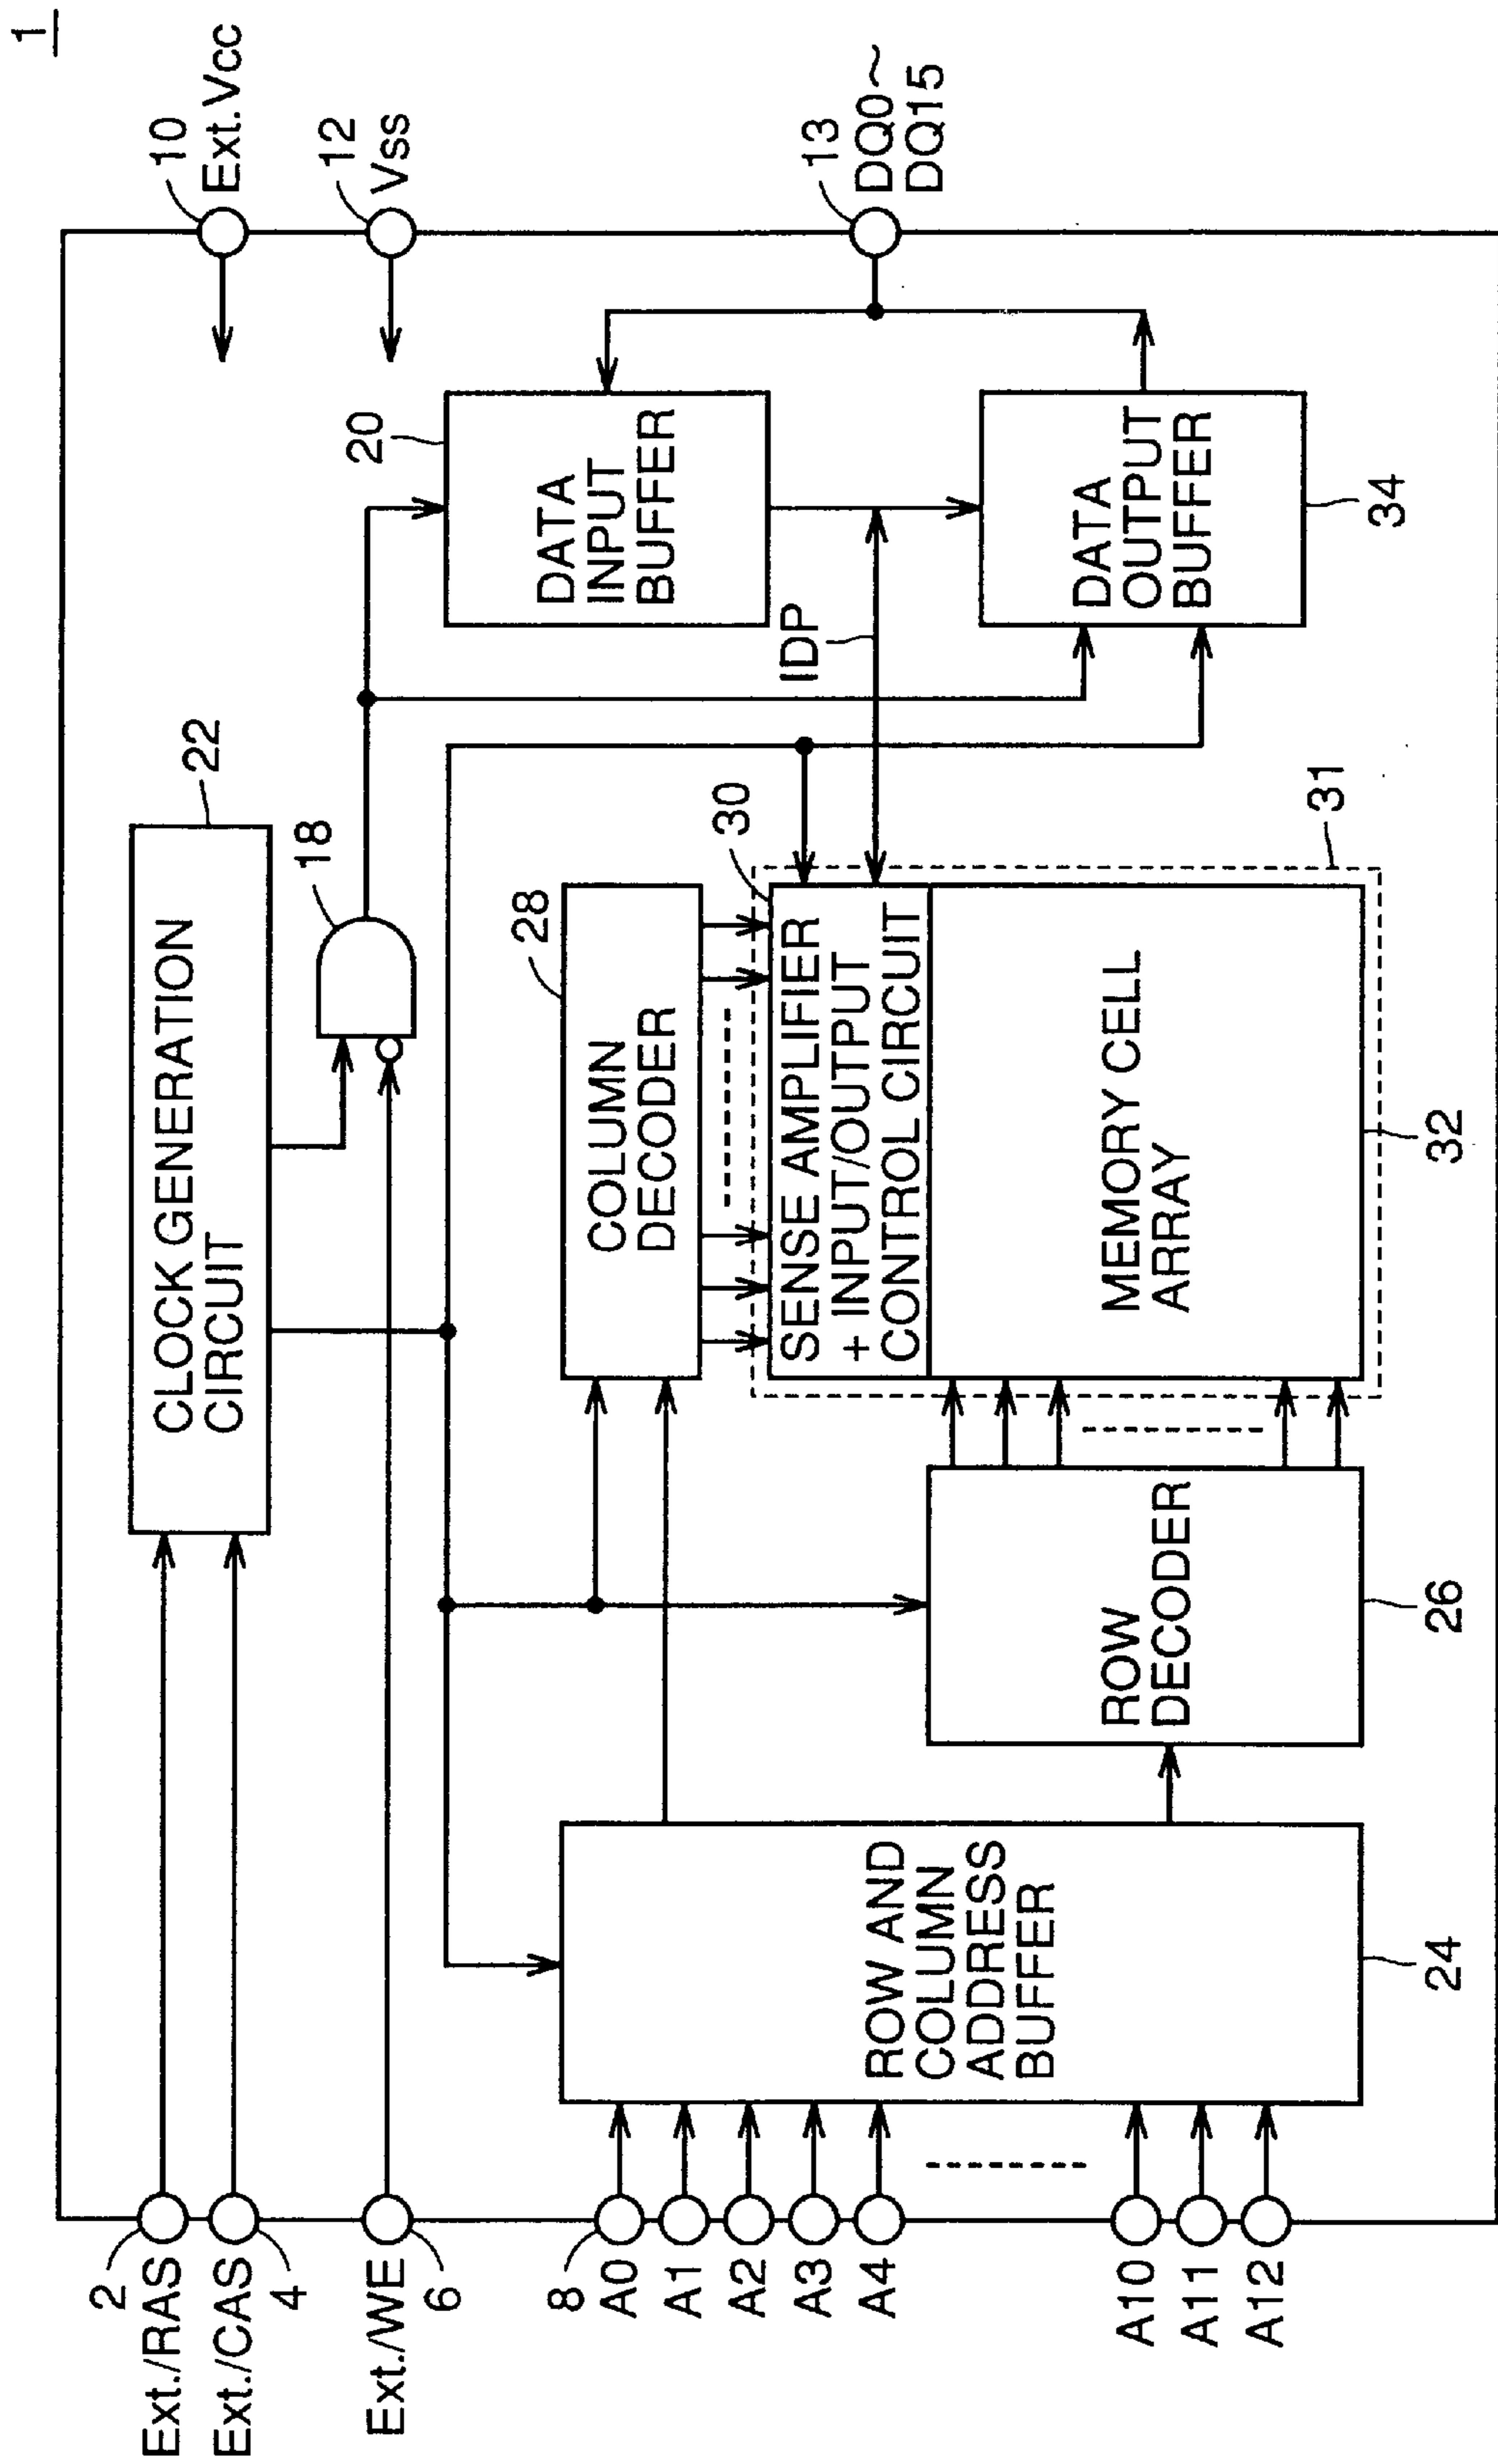 1
2
Ext./RAS
Ext./CAS
4
Ext./WE
6
8
A0
A1
A2
A3
A4
A10
A11
A12
10
Ext.Vcc
12
Vss
13
DQ0~
DQ15
CLOCK GENERATION
CIRCUIT
22
18
20
DATA
INPUT
BUFFER
28
COLUMN
DECODER
30
SENSE AMPLIFIER
+ INPUT/OUTPUT
CONTROL CIRCUIT
IDP
31
MEMORY CELL
ARRAY
32
DATA
OUTPUT
BUFFER
34
ROW AND
COLUMN
ADDRESS
BUFFER
24
ROW
DECODER
26